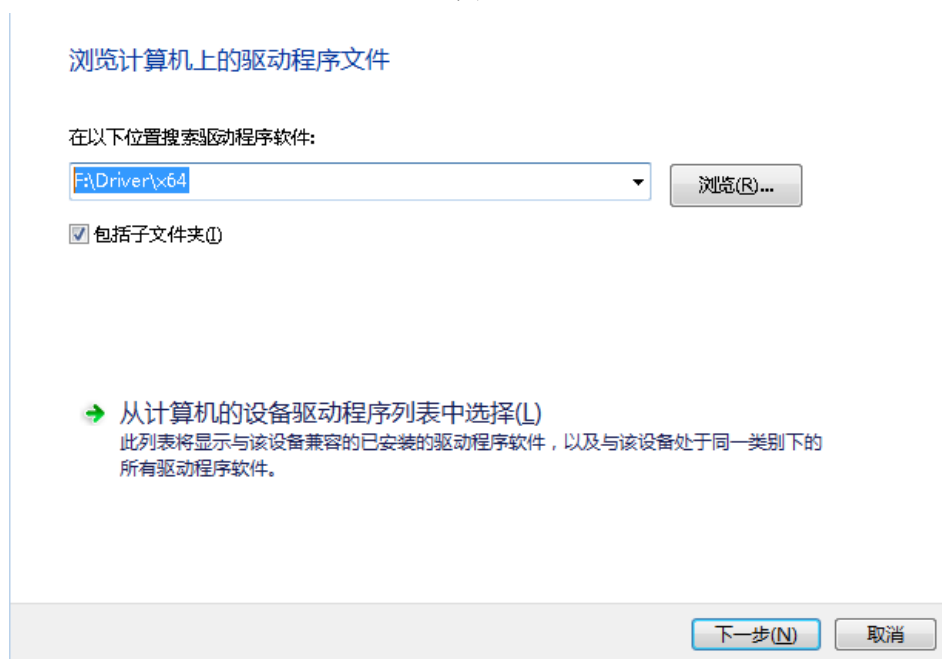 浏览计算机上的驱动程序文件
在以下位置搜索驱动程序软件:
F:\Driver\x64
浏览(R)...
包括子文件夹(I)
从计算机的设备驱动程序列表中选择(L)
此列表将显示与该设备兼容的已安装的驱动程序软件，以及与该设备处于同一类别下的
所有驱动程序软件。
下一步(N)
取消